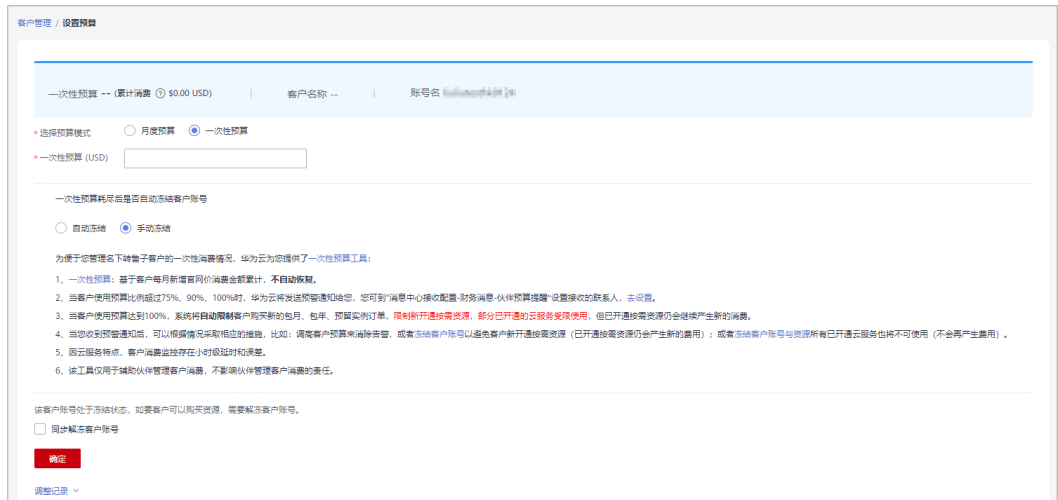 客户管理 / 设置预算
一次性预算 -- (累计消费 ? $0.00 USD) | 客户名称 -- | 账号名
* 选择预算模式 月度预算 一次性预算
* 一次性预算 (USD)
一次性预算耗尽后是否自动冻结客户账号
自动冻结 手动冻结
为便于您管理名下转售子客户的一次性消费情况，华为云为您提供了一次性预算工具：
1、一次性预算：基于客户每月新增官网价消费金额累计，不自动恢复。
2、当客户使用预算比例超过75%、90%、100%时，华为云将发送预警通知给您，您可到"消息中心接收配置-财务消息-伙伴预算提醒"设置接收的联系人，去设置。
3、当客户使用预算达到100%，系统将自动限制客户购买新的包月、包年、预留实例订单，限制新开通按需资源，部分已开通的云服务受限使用，但已开通按需资源仍会继续产生新的消费。
4、当您收到预警通知后，可以根据情况采取相应的措施，比如：调高客户预算来消除告警，或者冻结客户账号以避免客户新开通按需资源（已开通按需资源仍会产生新的费用）；或者冻结客户账号与资源所有已开通云服务也将不可使用（不会再产生费用）。
5、因云服务特点，客户消费监控存在小时级延时和误差。
6、该工具仅用于辅助伙伴管理客户消费，不影响伙伴管理客户消费的责任。
该客户账号处于冻结状态，如要客户可以购买资源，需要解冻客户账号。
同步解冻客户账号
确定
调整记录